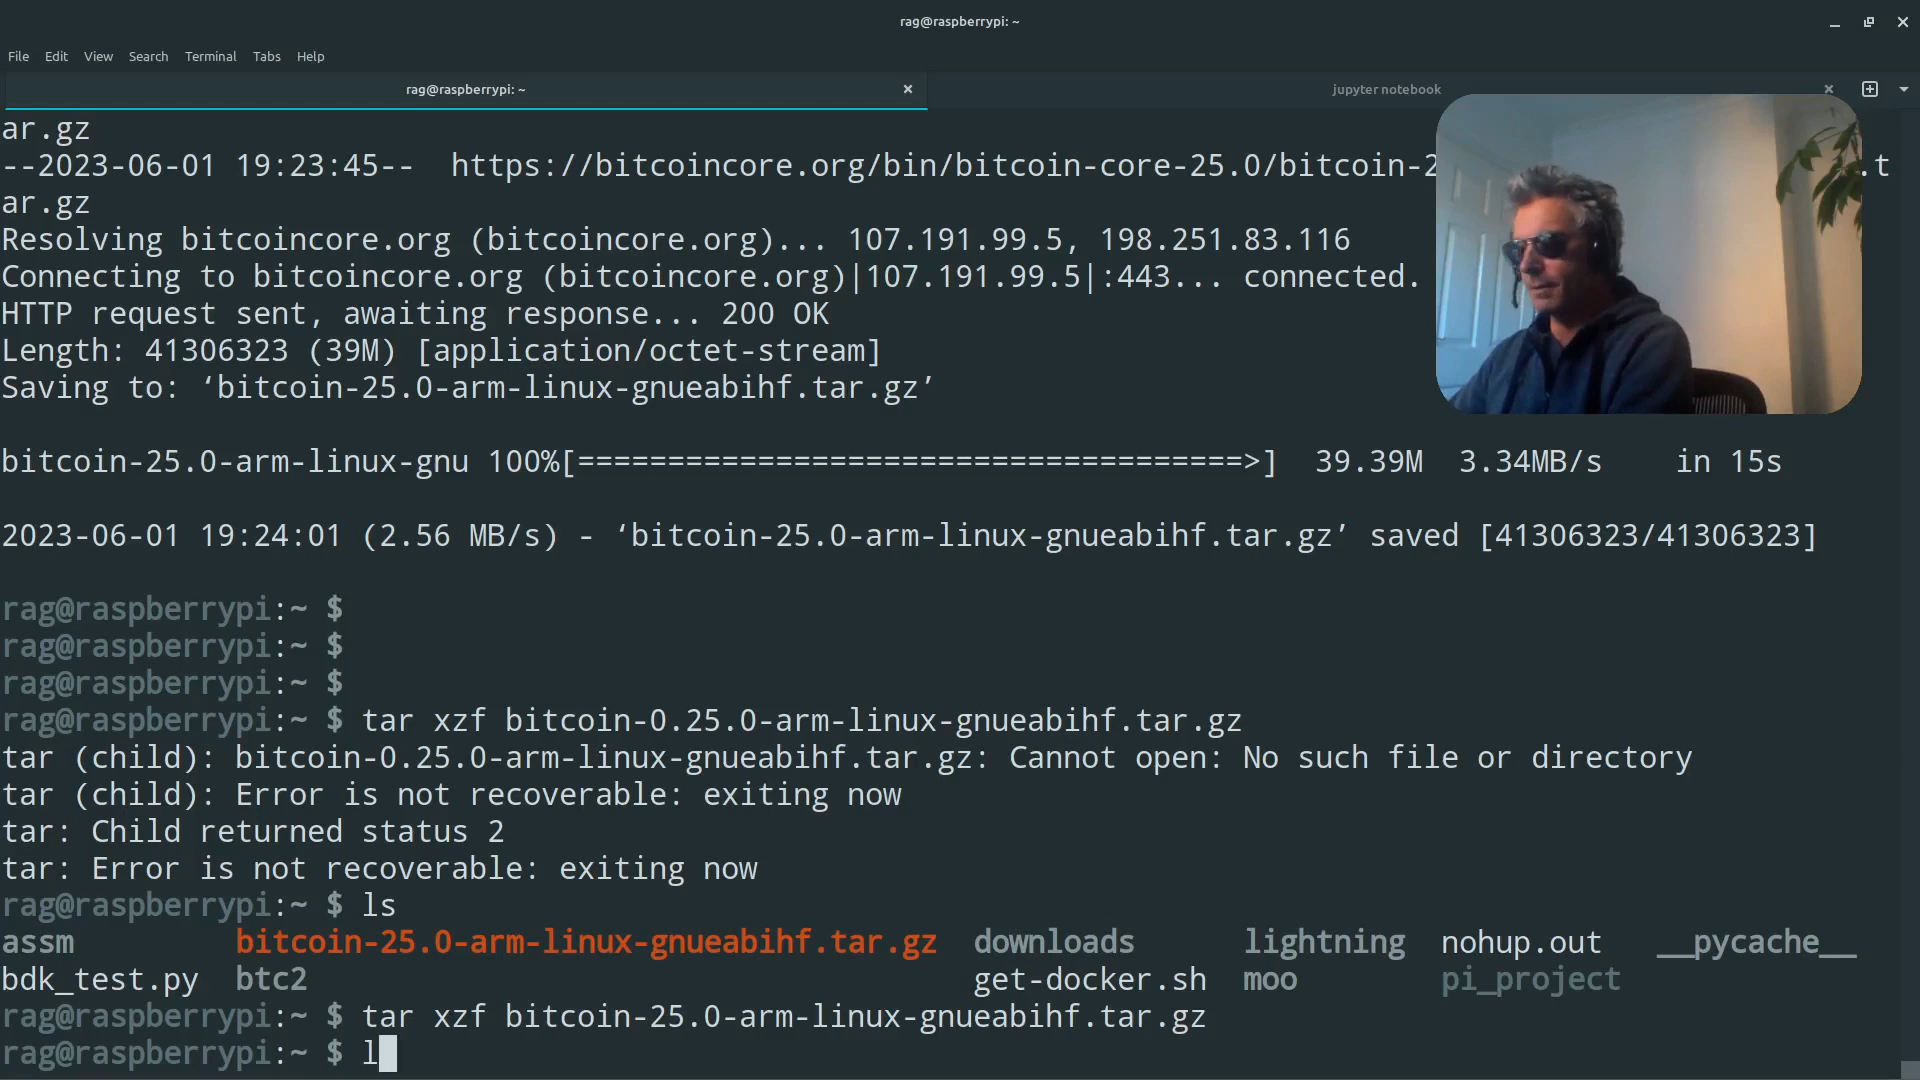 rag@raspberrypi: ~
File Edit View Search Terminal Tabs Help
rag@raspberrypi: ~ jupyter notebook
ar.gz
--2023-06-01 19:23:45-- https://bitcoincore.org/bin/bitcoin-core-25.0/bitcoin-2 .t
ar.gz
Resolving bitcoincore.org (bitcoincore.org)... 107.191.99.5, 198.251.83.116
Connecting to bitcoincore.org (bitcoincore.org)|107.191.99.5|:443... connected.
HTTP request sent, awaiting response... 200 OK
Length: 41306323 (39M) [application/octet-stream]
Saving to: ‘bitcoin-25.0-arm-linux-gnueabihf.tar.gz’
bitcoin-25.0-arm-linux-gnu 100%[=====================================>] 39.39M 3.34MB/s in 15s
2023-06-01 19:24:01 (2.56 MB/s) - ‘bitcoin-25.0-arm-linux-gnueabihf.tar.gz’ saved [41306323/41306323]
rag@raspberrypi:~ $
rag@raspberrypi:~ $
rag@raspberrypi:~ $
rag@raspberrypi:~ $ tar xzf bitcoin-0.25.0-arm-linux-gnueabihf.tar.gz
tar (child): bitcoin-0.25.0-arm-linux-gnueabihf.tar.gz: Cannot open: No such file or directory
tar (child): Error is not recoverable: exiting now
tar: Child returned status 2
tar: Error is not recoverable: exiting now
rag@raspberrypi:~ $ ls
assm bitcoin-25.0-arm-linux-gnueabihf.tar.gz downloads lightning nohup.out __pycache__
bdk_test.py btc2 get-docker.sh moo pi_project
rag@raspberrypi:~ $ tar xzf bitcoin-25.0-arm-linux-gnueabihf.tar.gz
rag@raspberrypi:~ $ l